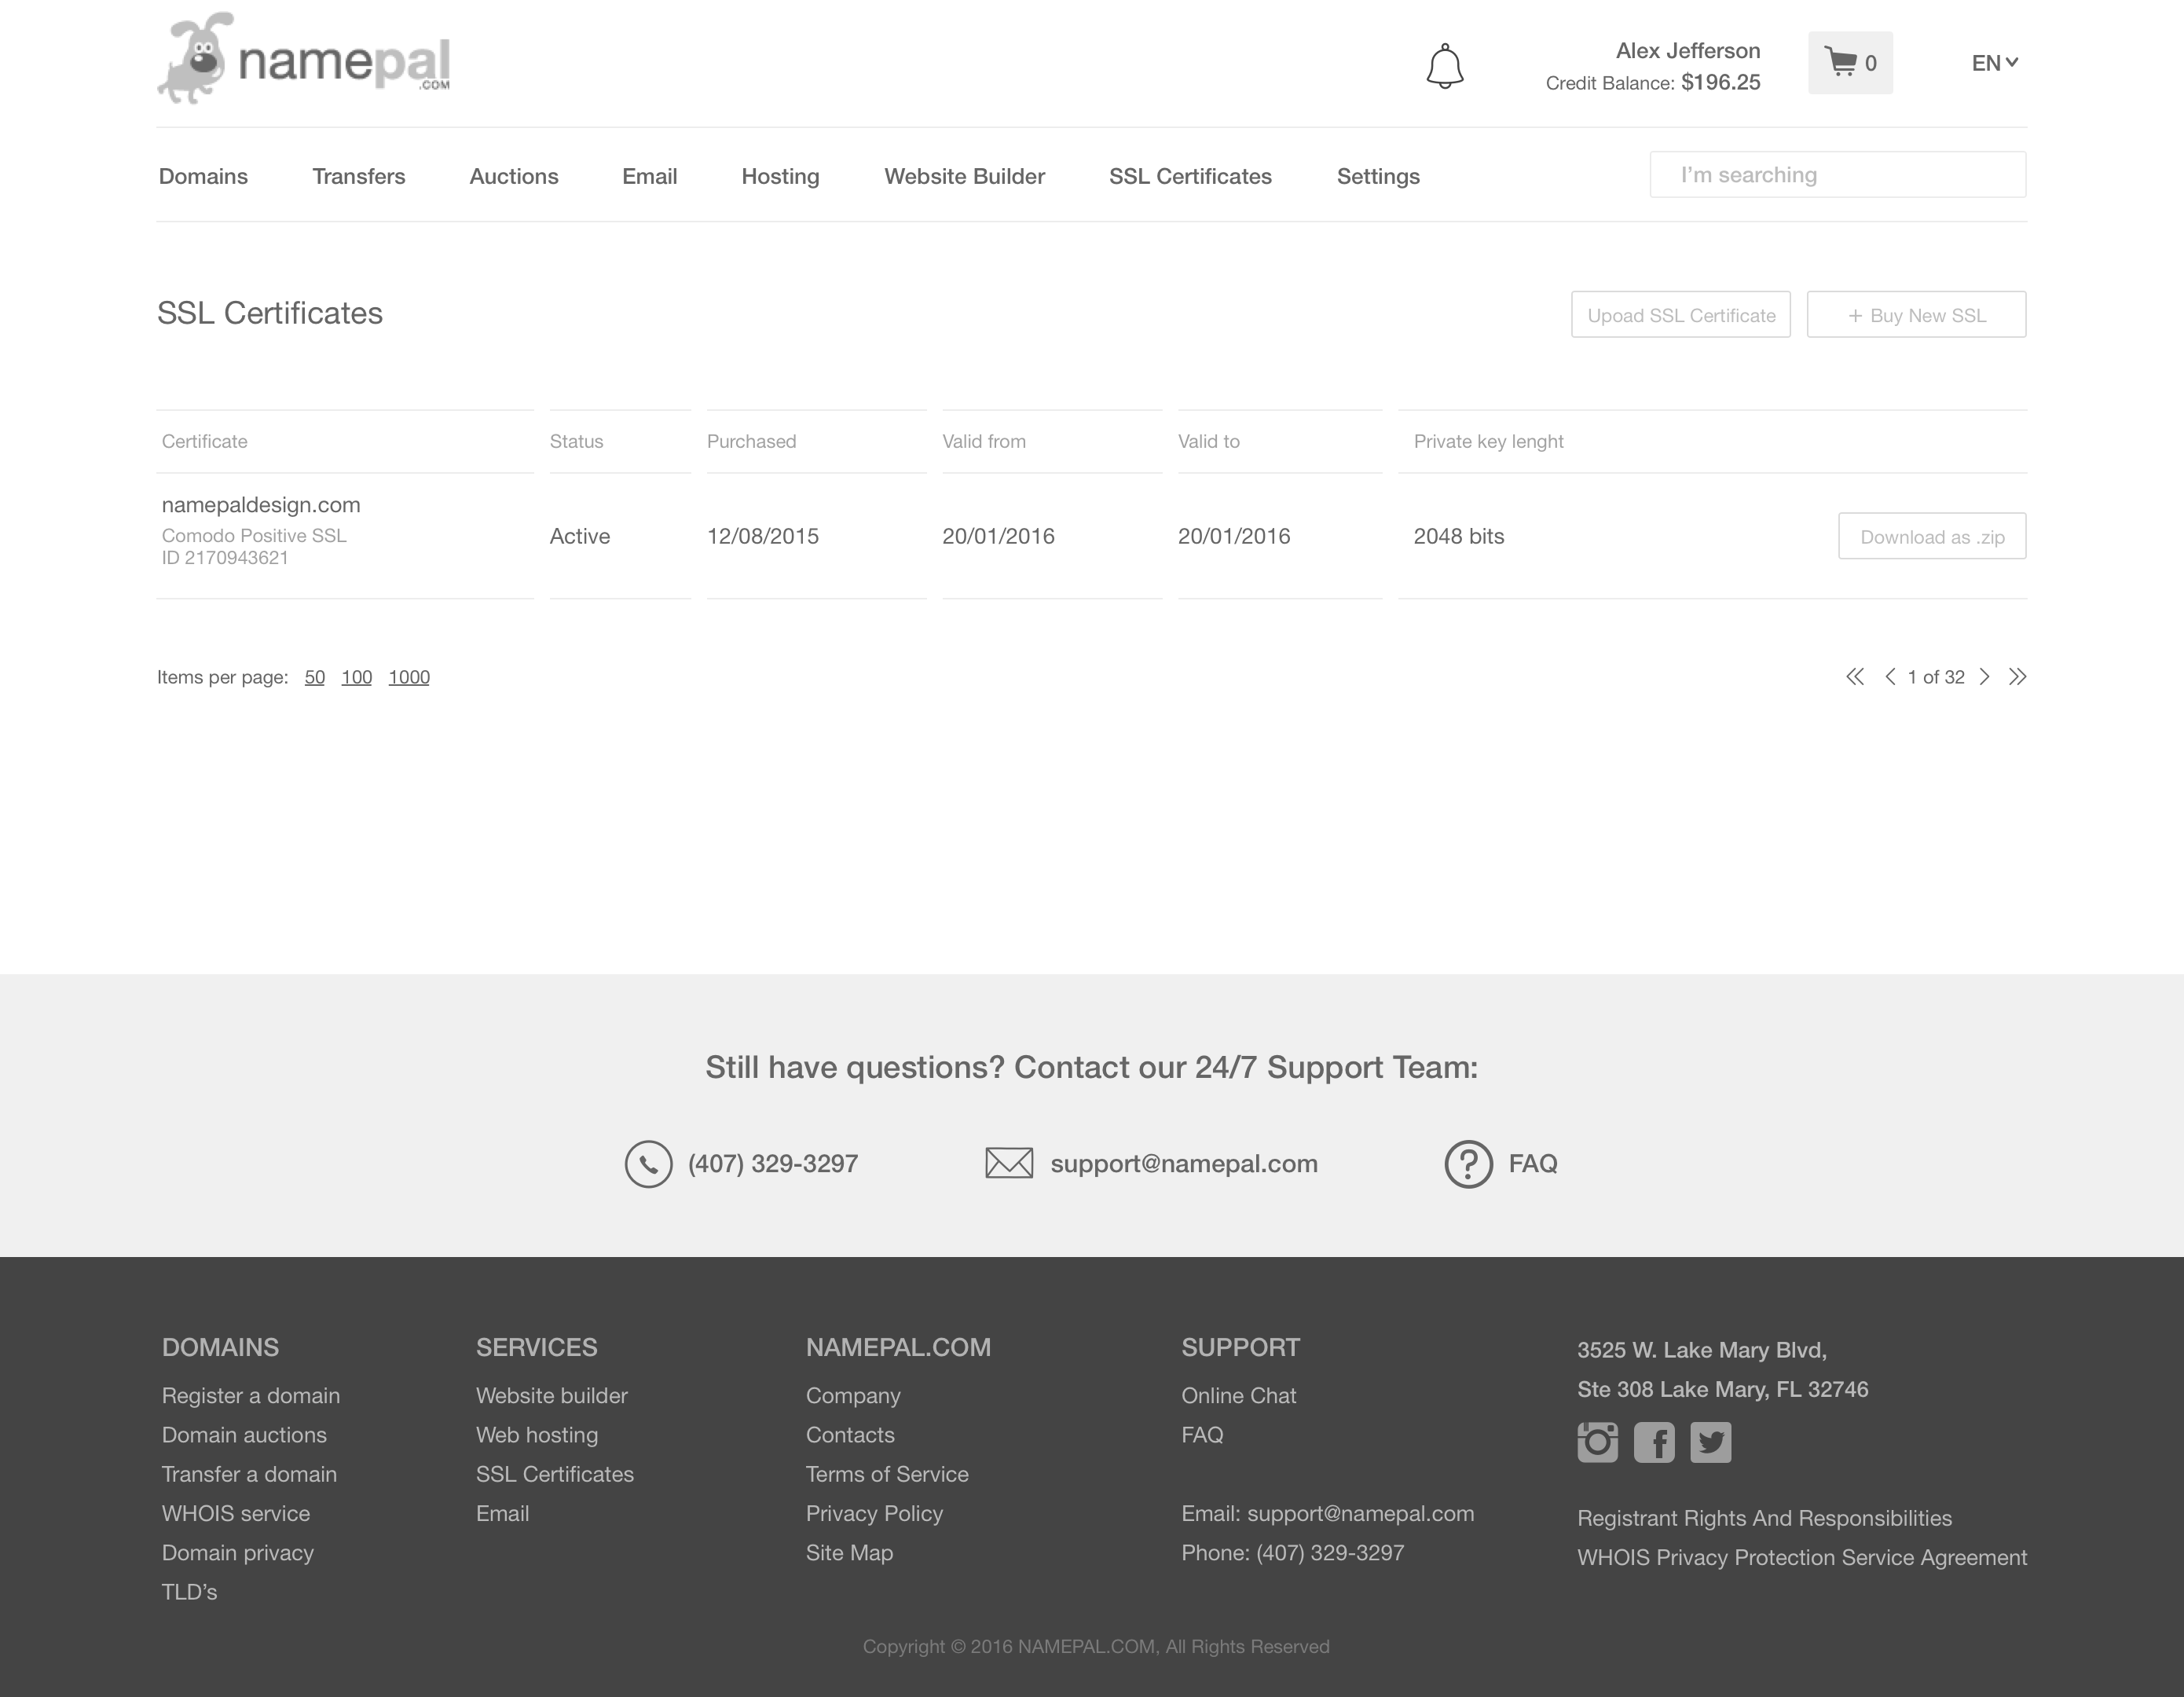 namepal
.COM
Alex Jefferson
Credit Balance: $196.25
0
EN
Domains Transfers Auctions Email Hosting Website Builder SSL Certificates Settings
I'm searching
SSL Certificates
Upoad SSL Certificate
+ Buy New SSL
Certificate Status Purchased Valid from Valid to Private key lenght
namepaldesign.com
Comodo Positive SSL
ID 2170943621
Active 12/08/2015 20/01/2016 20/01/2016 2048 bits
Download as .zip
Items per page: 50 100 1000
1 of 32
Still have questions? Contact our 24/7 Support Team:
(407) 329-3297
support@namepal.com
FAQ
DOMAINS
Register a domain
Domain auctions
Transfer a domain
WHOIS service
Domain privacy
TLD’s
SERVICES
Website builder
Web hosting
SSL Certificates
Email
NAMEPAL.COM
Company
Contacts
Terms of Service
Privacy Policy
Site Map
SUPPORT
Online Chat
FAQ
Email: support@namepal.com
Phone: (407) 329-3297
3525 W. Lake Mary Blvd,
Ste 308 Lake Mary, FL 32746
Registrant Rights And Responsibilities
WHOIS Privacy Protection Service Agreement
Copyright © 2016 NAMEPAL.COM, All Rights Reserved